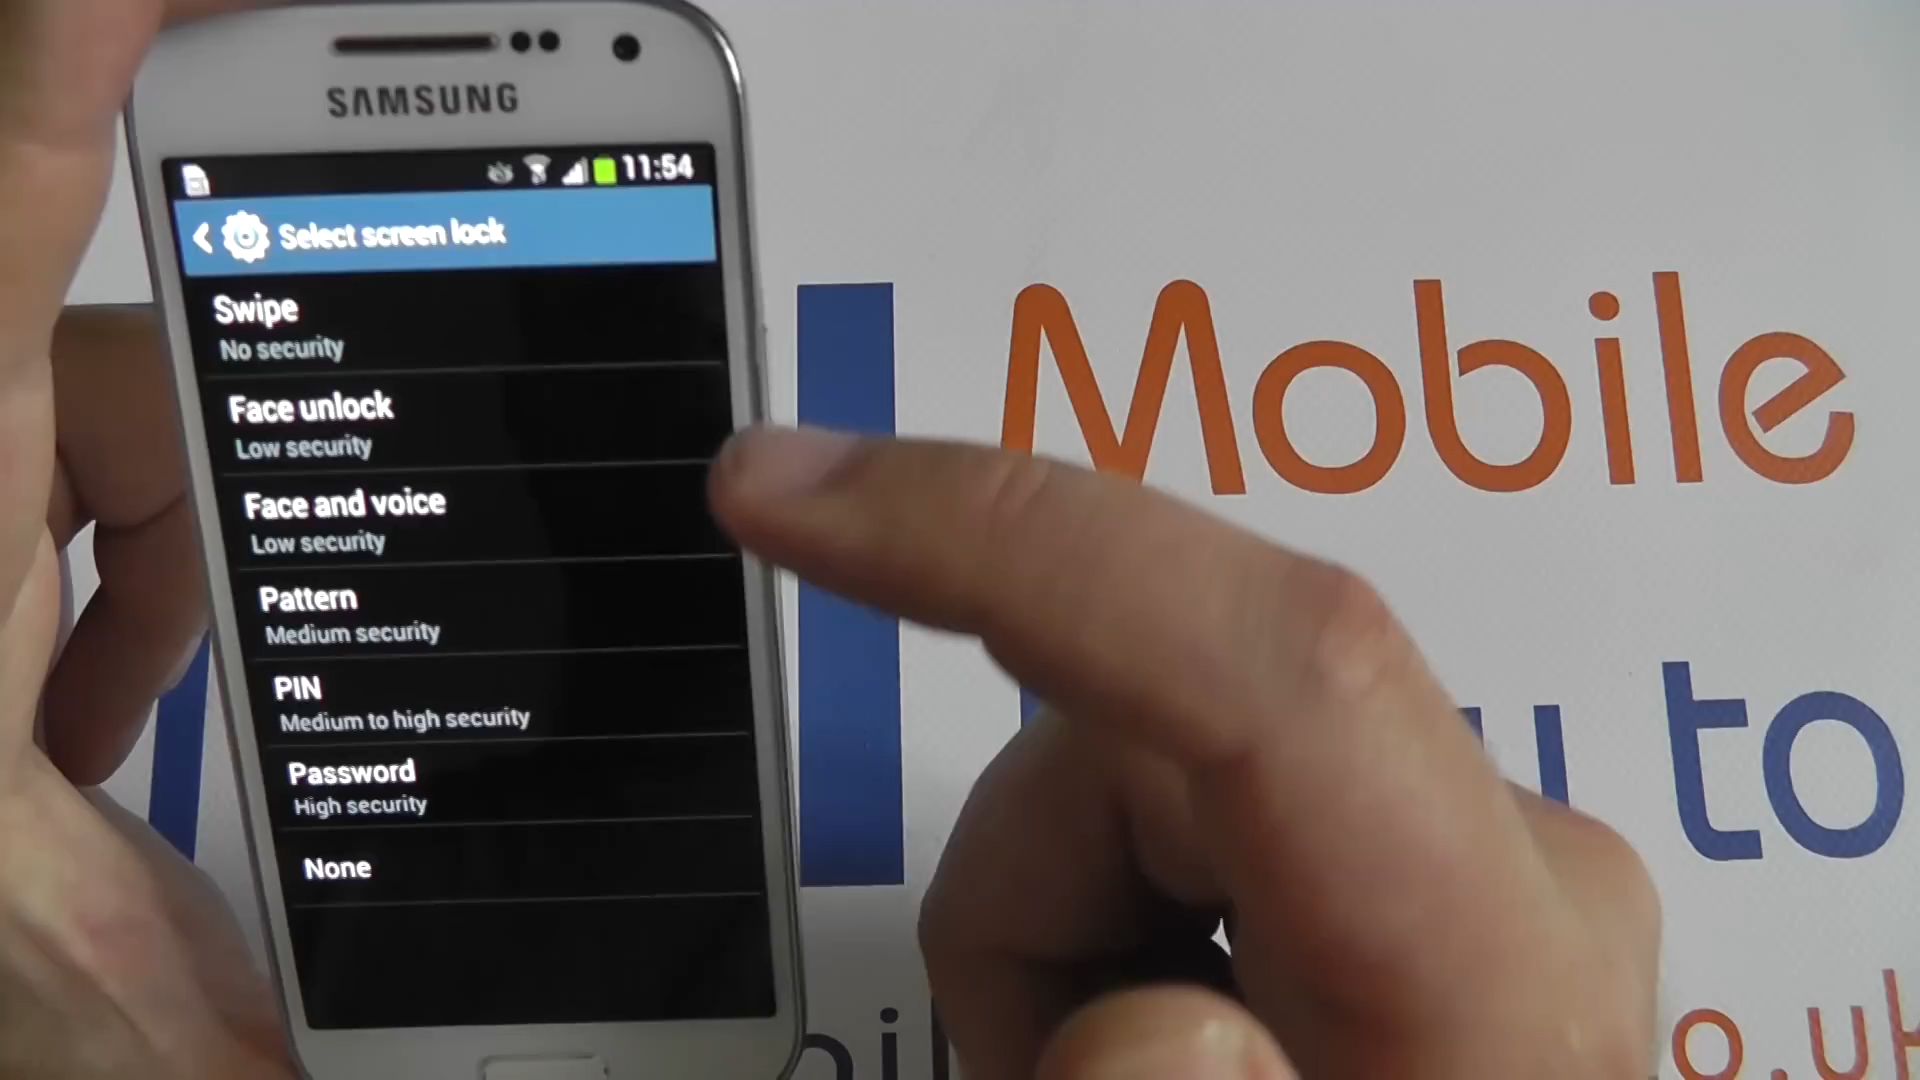 SAMSUNG
11:54
Select screen lock
Swipe
No security
Face unlock
Low security
Face and voice
Low security
Pattern
Medium security
PIN
Medium to high security
Password
High security
None
Mobile
to
o.uk